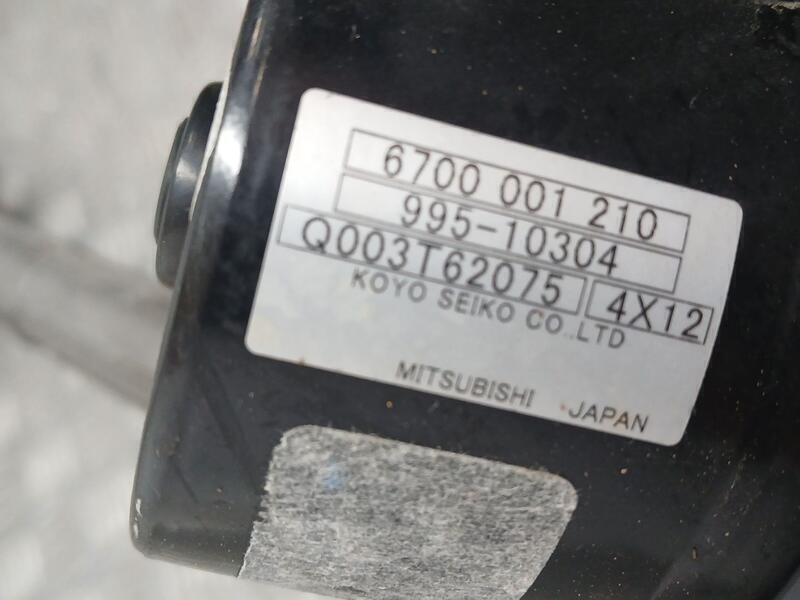 6700 001 210
995-10304
Q003T62075 4X12
KOYO SEIKO CO.,LTD
MITSUBISHI JAPAN